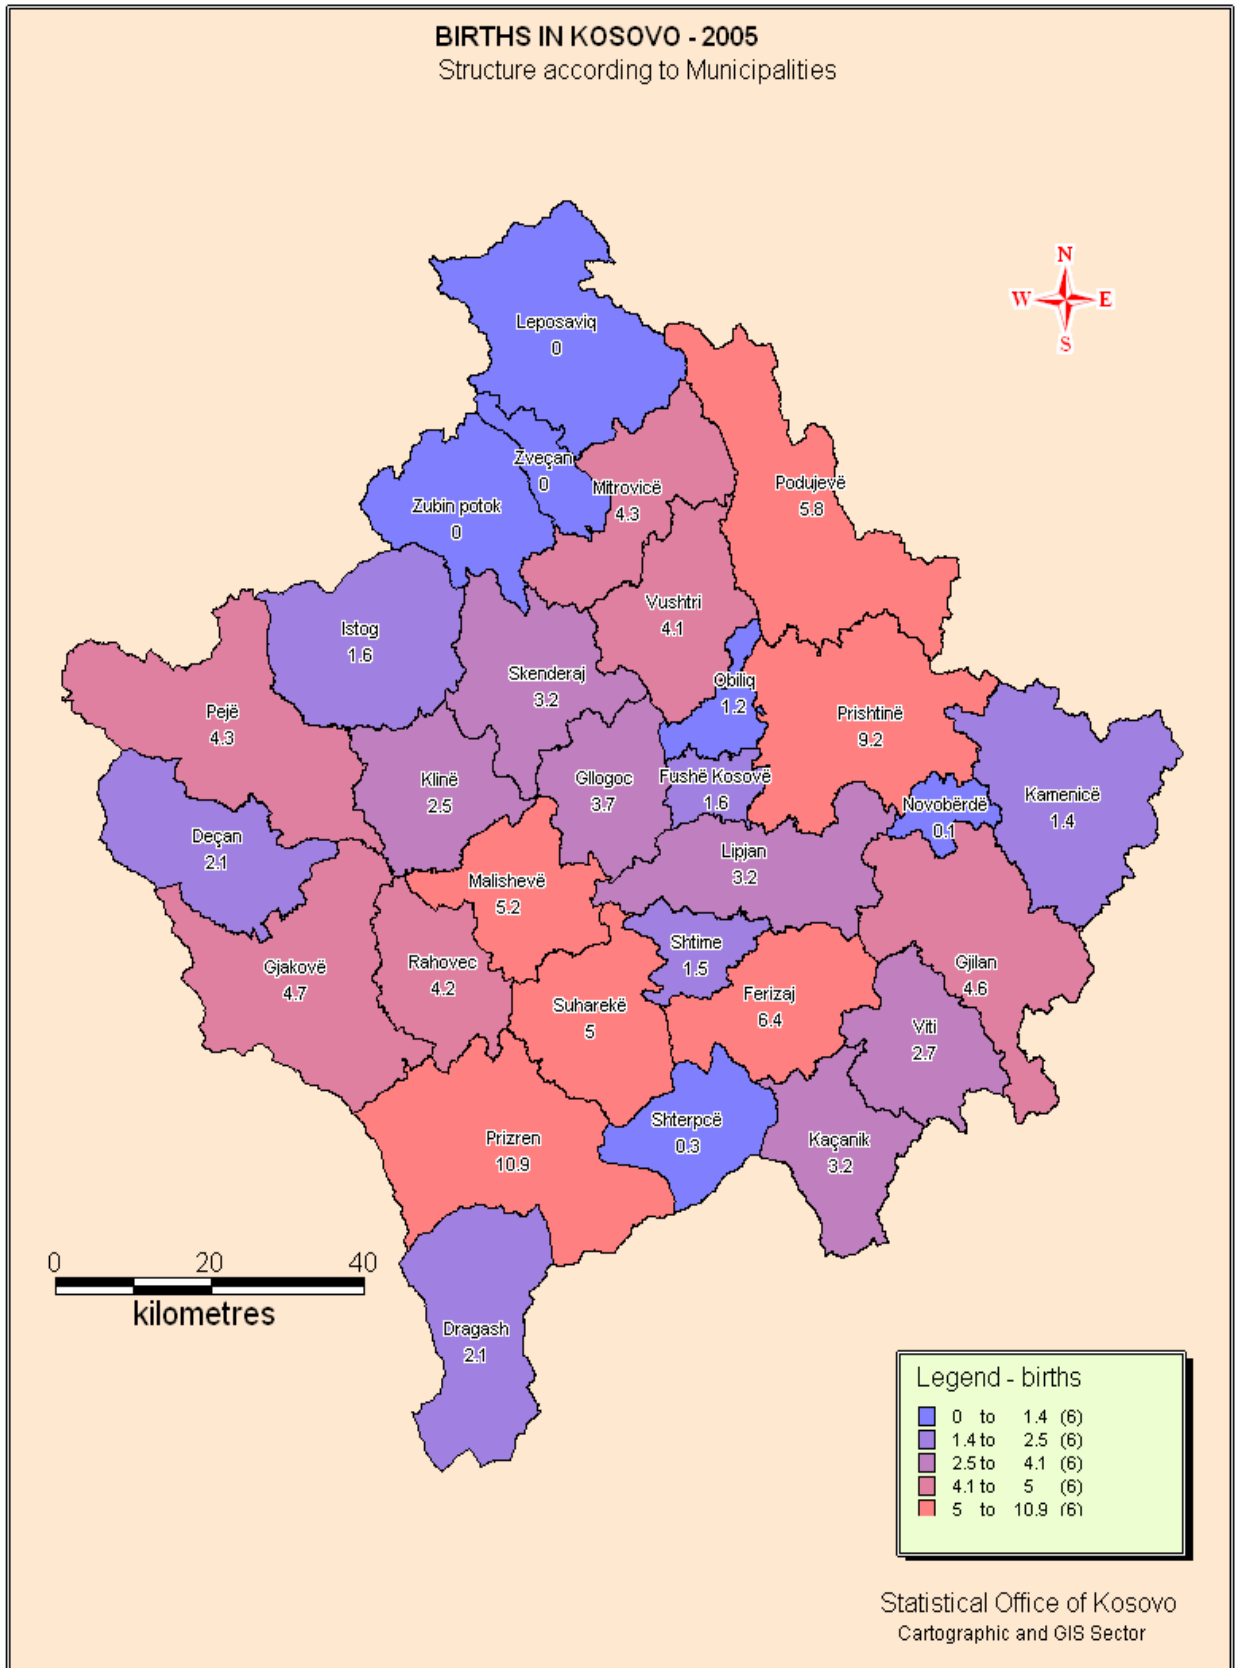 BIRTHS IN KOSOVO - 2005
Structure according to Municipalities
N
W E
S
Leposaviq
0
Zveçan
0
Zubin potok
0
Mitrovicë
4.3
Podujevë
5.8
Vushtri
4.1
Istog
1.6
Skenderaj
3.2
Obiliq
1.2
Pejë
4.3
Prishtinë
9.2
Klinë
2.5
Gllogoc
3.7
Fushë Kosovë
1.6
Novobërdë
0.1
Kamenicë
1.4
Deçan
2.1
Lipjan
3.2
Malishevë
5.2
Shtime
1.5
Gjakovë
4.7
Rahovec
4.2
Gjilan
4.6
Suharekë
5
Ferizaj
6.4
Viti
2.7
Prizren
10.9
Shterpcë
0.3
Kaçanik
3.2
0 20 40
kilometres
Dragash
2.1
Legend - births
0 to 1.4 (6)
1.4 to 2.5 (6)
2.5 to 4.1 (6)
4.1 to 5 (6)
5 to 10.9 (6)
Statistical Office of Kosovo
Cartographic and GIS Sector